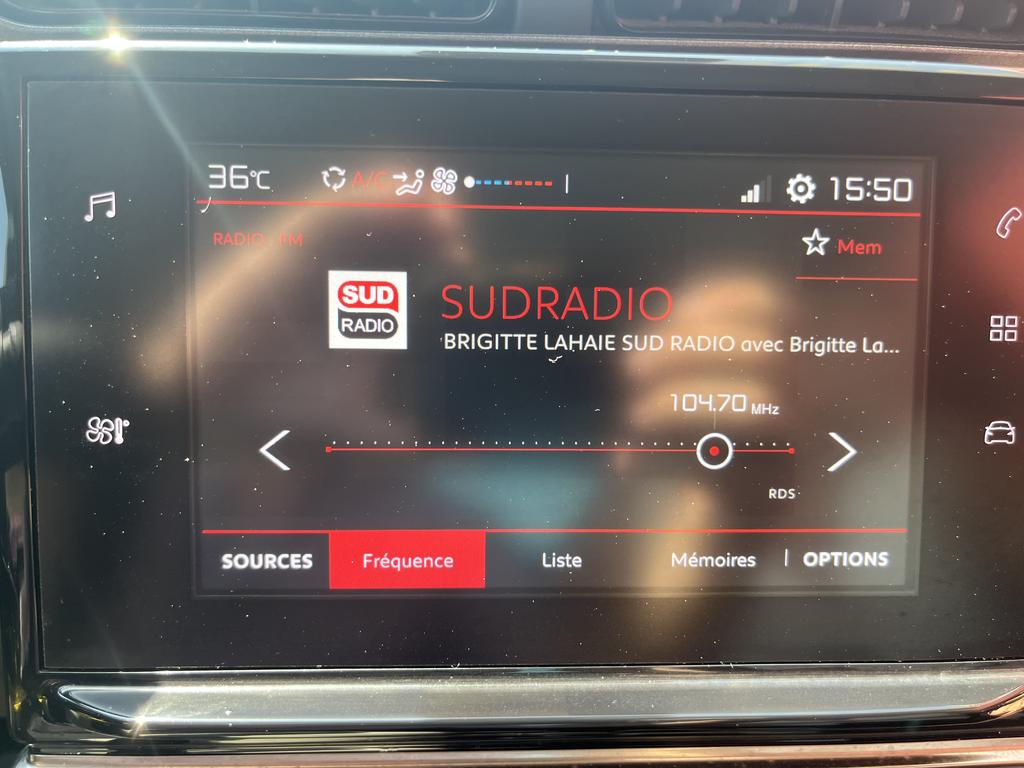 36°C A/C 15:50
RADIO FM
Mem
SUD
RADIO
SUDRADIO
BRIGITTE LAHAIE SUD RADIO avec Brigitte La...
104.70 MHz
RDS
SOURCES Fréquence Liste Mémoires OPTIONS